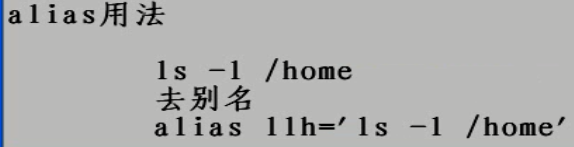 alias用法
ls -l /home
去别名
alias llh='ls -l /home'